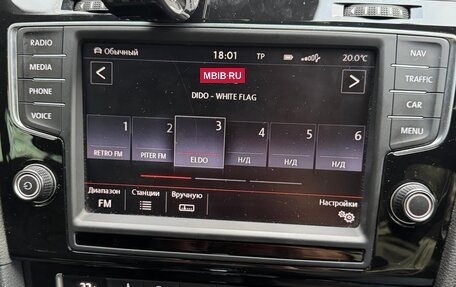 RADIO
MEDIA
PHONE
VOICE
Обычный 18:01 TP 20.0°C
MBIB·RU
DIDO - WHITE FLAG
1 2 3 4 5 6
RETRO FM PITER FM ELDO Н/Д Н/Д Н/Д
Диапазон Станции Вручную Настройки
FM
NAV
TRAFFIC
CAR
MENU